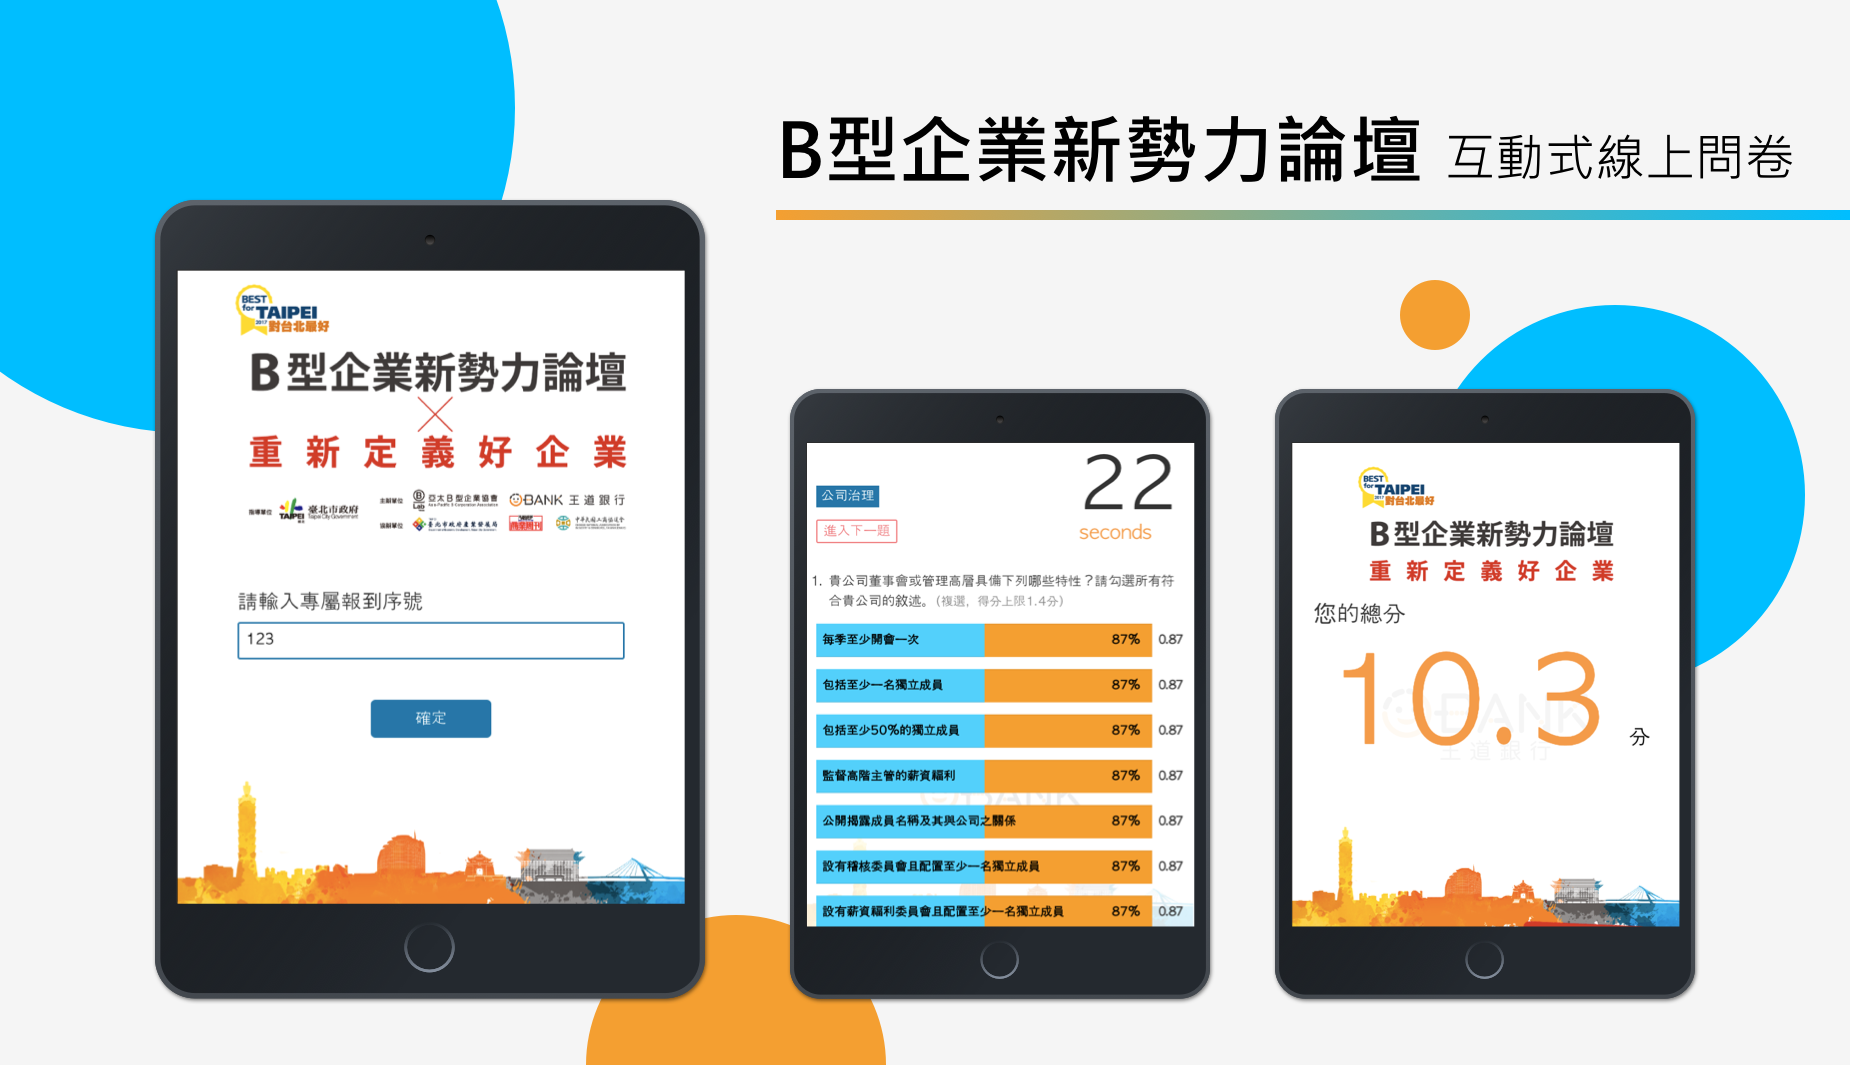 B型企業新勢力論壇 互動式線上問卷
BEST
for TAIPEI
2017 對台北最好
B型企業新勢力論壇
重新定義好企業
指導單位 TAIPEI 臺北市政府 Taipei City Government
主辦單位 B Lab 亞太B型企業協會 Asia Pacific B Corporation Association OBANK 王道銀行
協辦單位 臺北市政府產業發展局 商業周刊 中華民國工商協進會
請輸入專屬報到序號
123
確定
22
seconds
公司治理
進入下一題
1. 貴公司董事會或管理高層具備下列哪些特性？請勾選所有符
合貴公司的敘述。（複選，得分上限1.4分）
每季至少開會一次 87% 0.87
包括至少一名獨立成員 87% 0.87
包括至少50%的獨立成員 87% 0.87
監督高階主管的薪資福利 87% 0.87
公開揭露成員名稱及其與公司之關係 87% 0.87
設有稽核委員會且配置至少一名獨立成員 87% 0.87
設有薪資福利委員會且配置至少一名獨立成員 87% 0.87
BANK
BEST
for TAIPEI
對台北最好
B型企業新勢力論壇
重新定義好企業
您的總分
10.3 分
OBANK
王道銀行